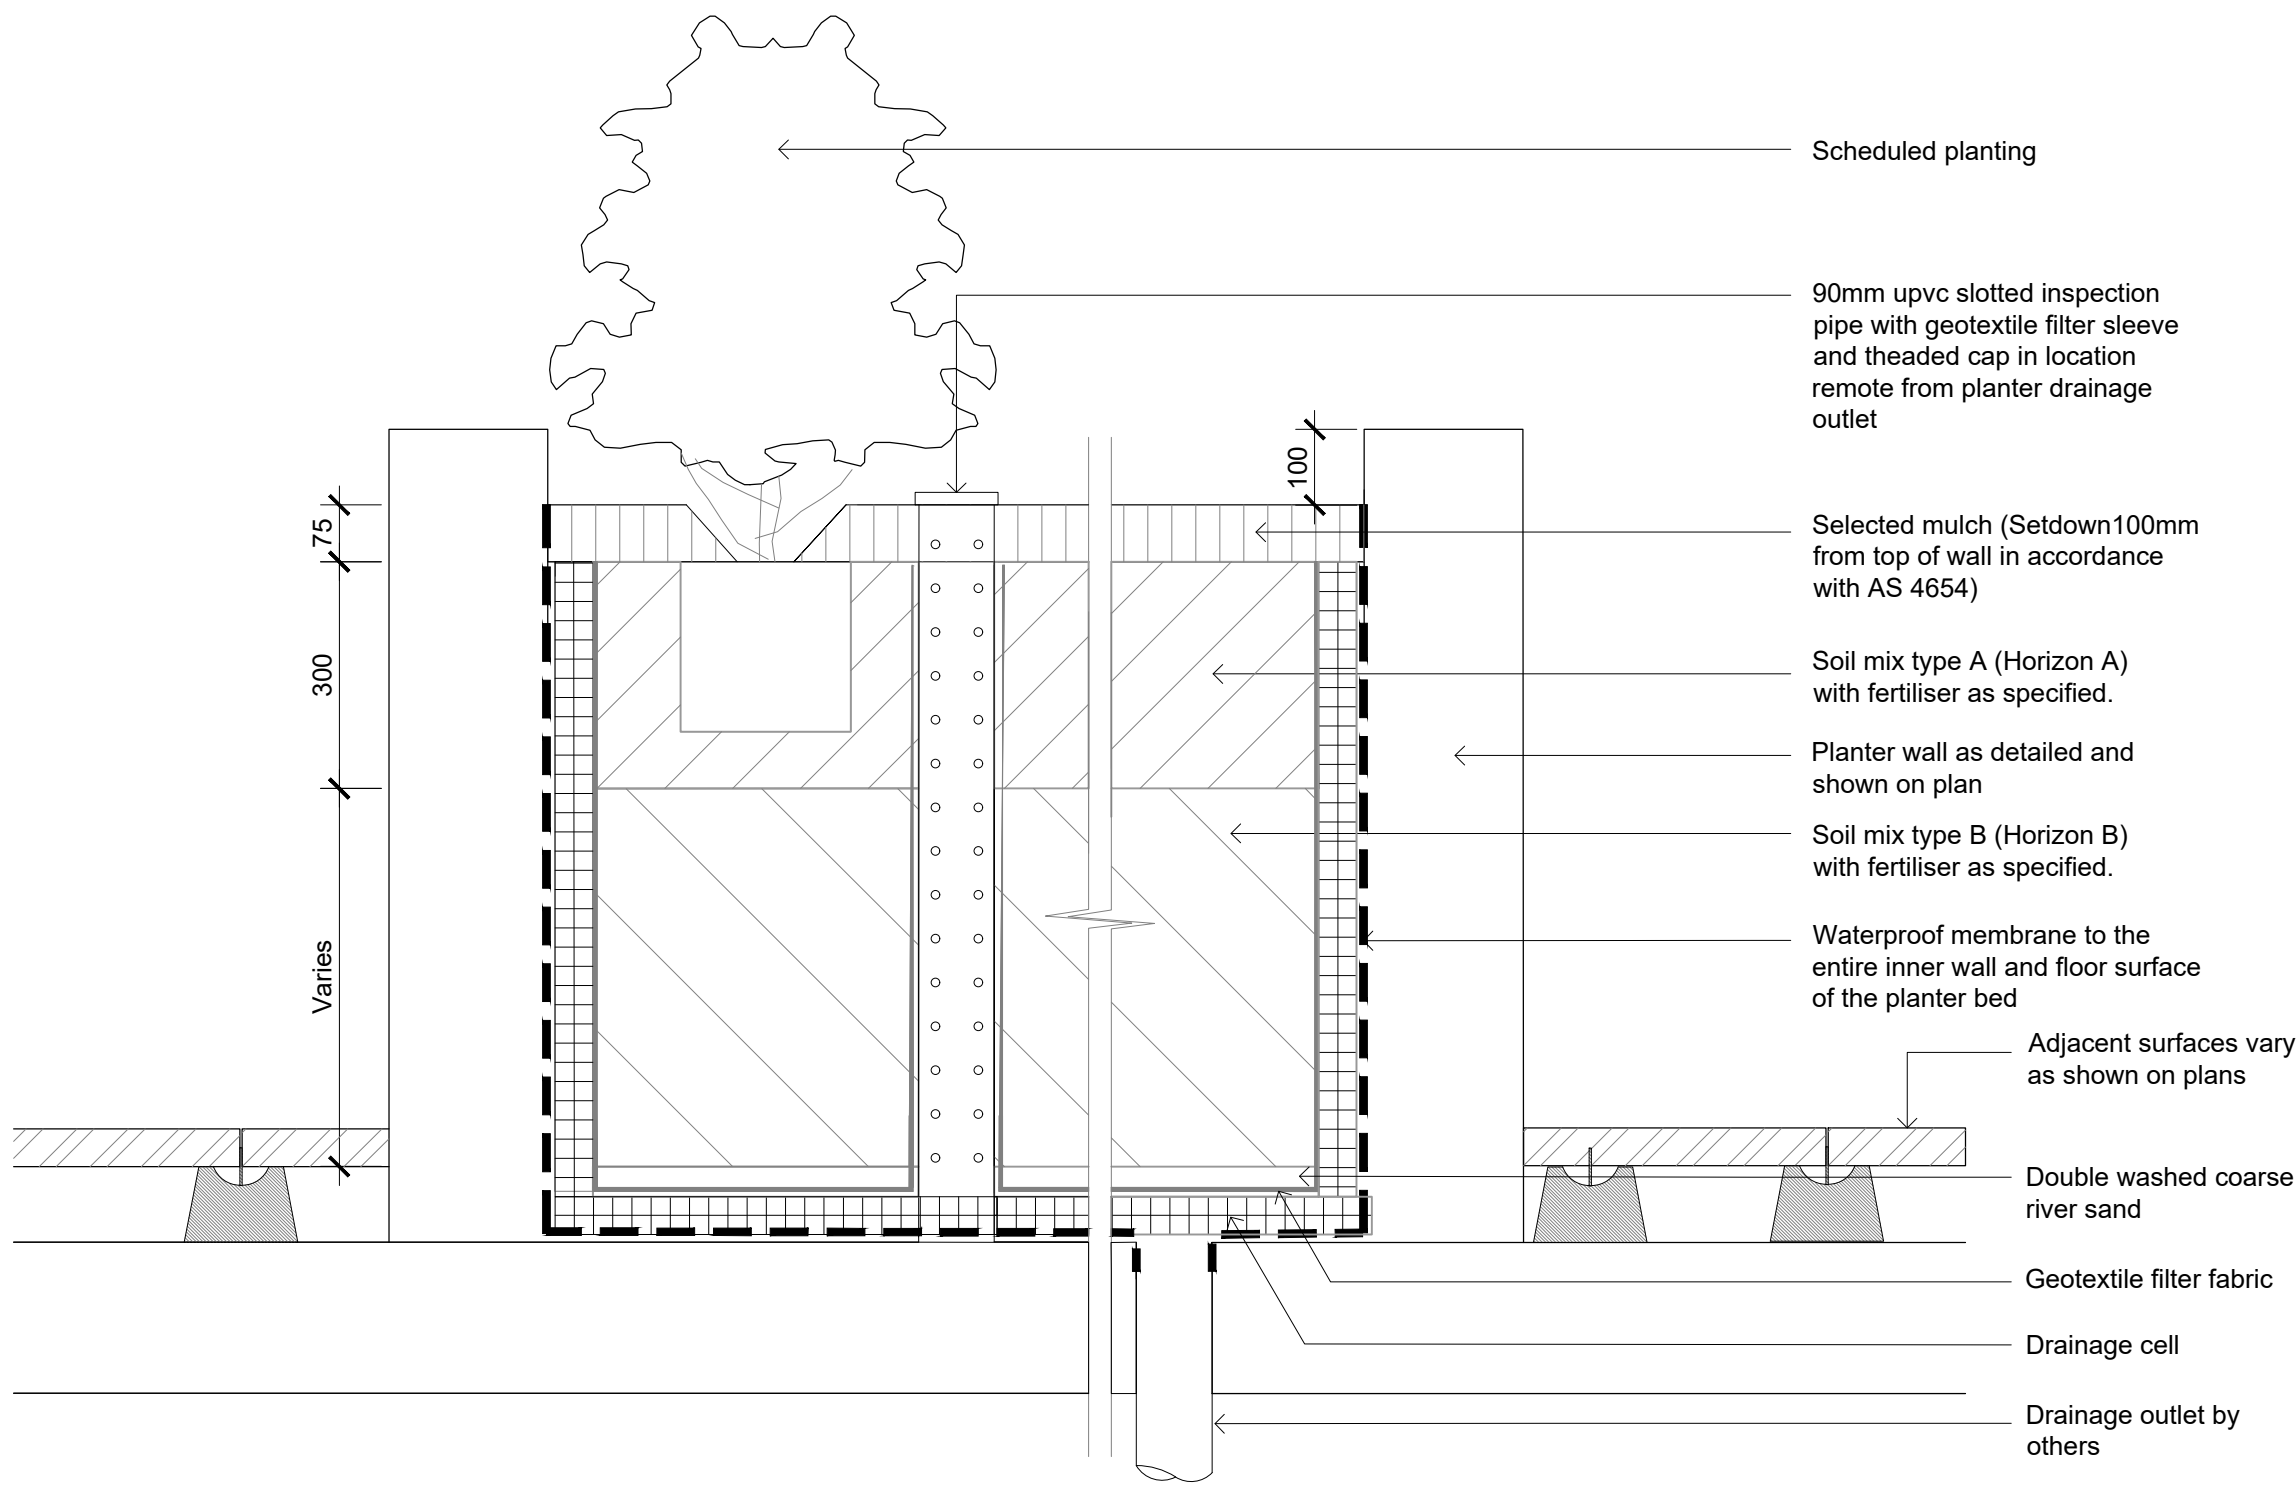 Scheduled planting
90mm upvc slotted inspection
pipe with geotextile filter sleeve
and theaded cap in location
remote from planter drainage
outlet
100
75
Selected mulch (Setdown100mm
from top of wall in accordance
with AS 4654)
300
Soil mix type A (Horizon A)
with fertiliser as specified.
Planter wall as detailed and
shown on plan
Soil mix type B (Horizon B)
with fertiliser as specified.
Varies
Waterproof membrane to the
entire inner wall and floor surface
of the planter bed
Adjacent surfaces vary
as shown on plans
Double washed coarse
river sand
Geotextile filter fabric
Drainage cell
Drainage outlet by
others